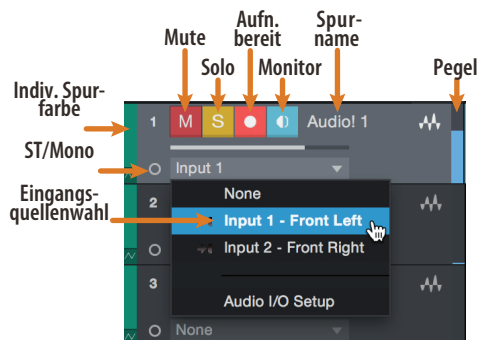 Mute
Solo
Aufn.
bereit
Monitor
Spur-
name
Pegel
Indiv. Spur-
farbe
ST/Mono
Eingangs-
quellenwahl
1 M S Audio! 1
Input 1
2
None
Input 1 - Front Left
Input 2 - Front Right
3
Audio I/O Setup
None